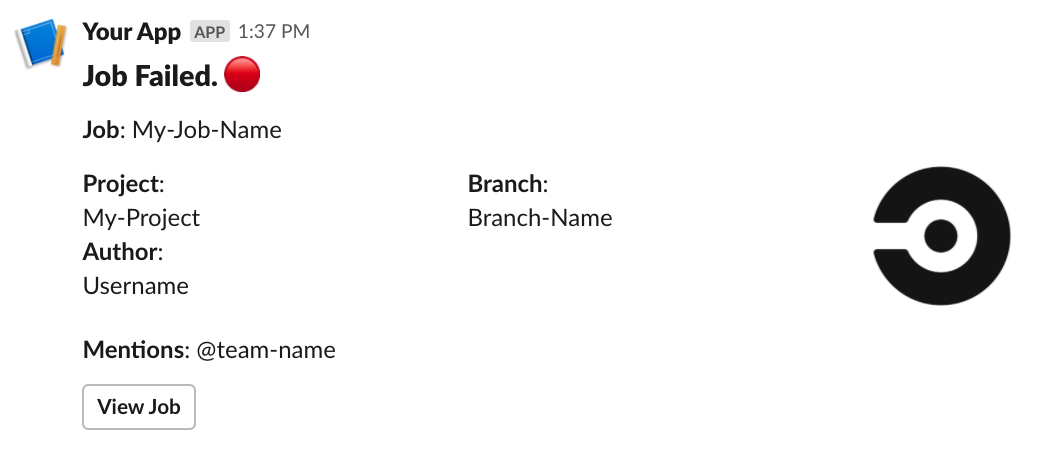 Your App APP 1:37 PM
Job Failed.
Job: My-Job-Name
Project:
My-Project
Branch:
Branch-Name
Author:
Username
Mentions: @team-name
View Job